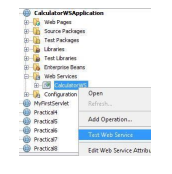 CalculatorWSApplication
Web Pages
Source Packages
Test Packages
Libraries
Test Libraries
Enterprise Beans
Web Services
Configuration
MyFirstServlet
Practical4
Practical5
Practical6
Practical7
Practical8
Open
Refresh...
Add Operation...
Test Web Service
Edit Web Service Attribu